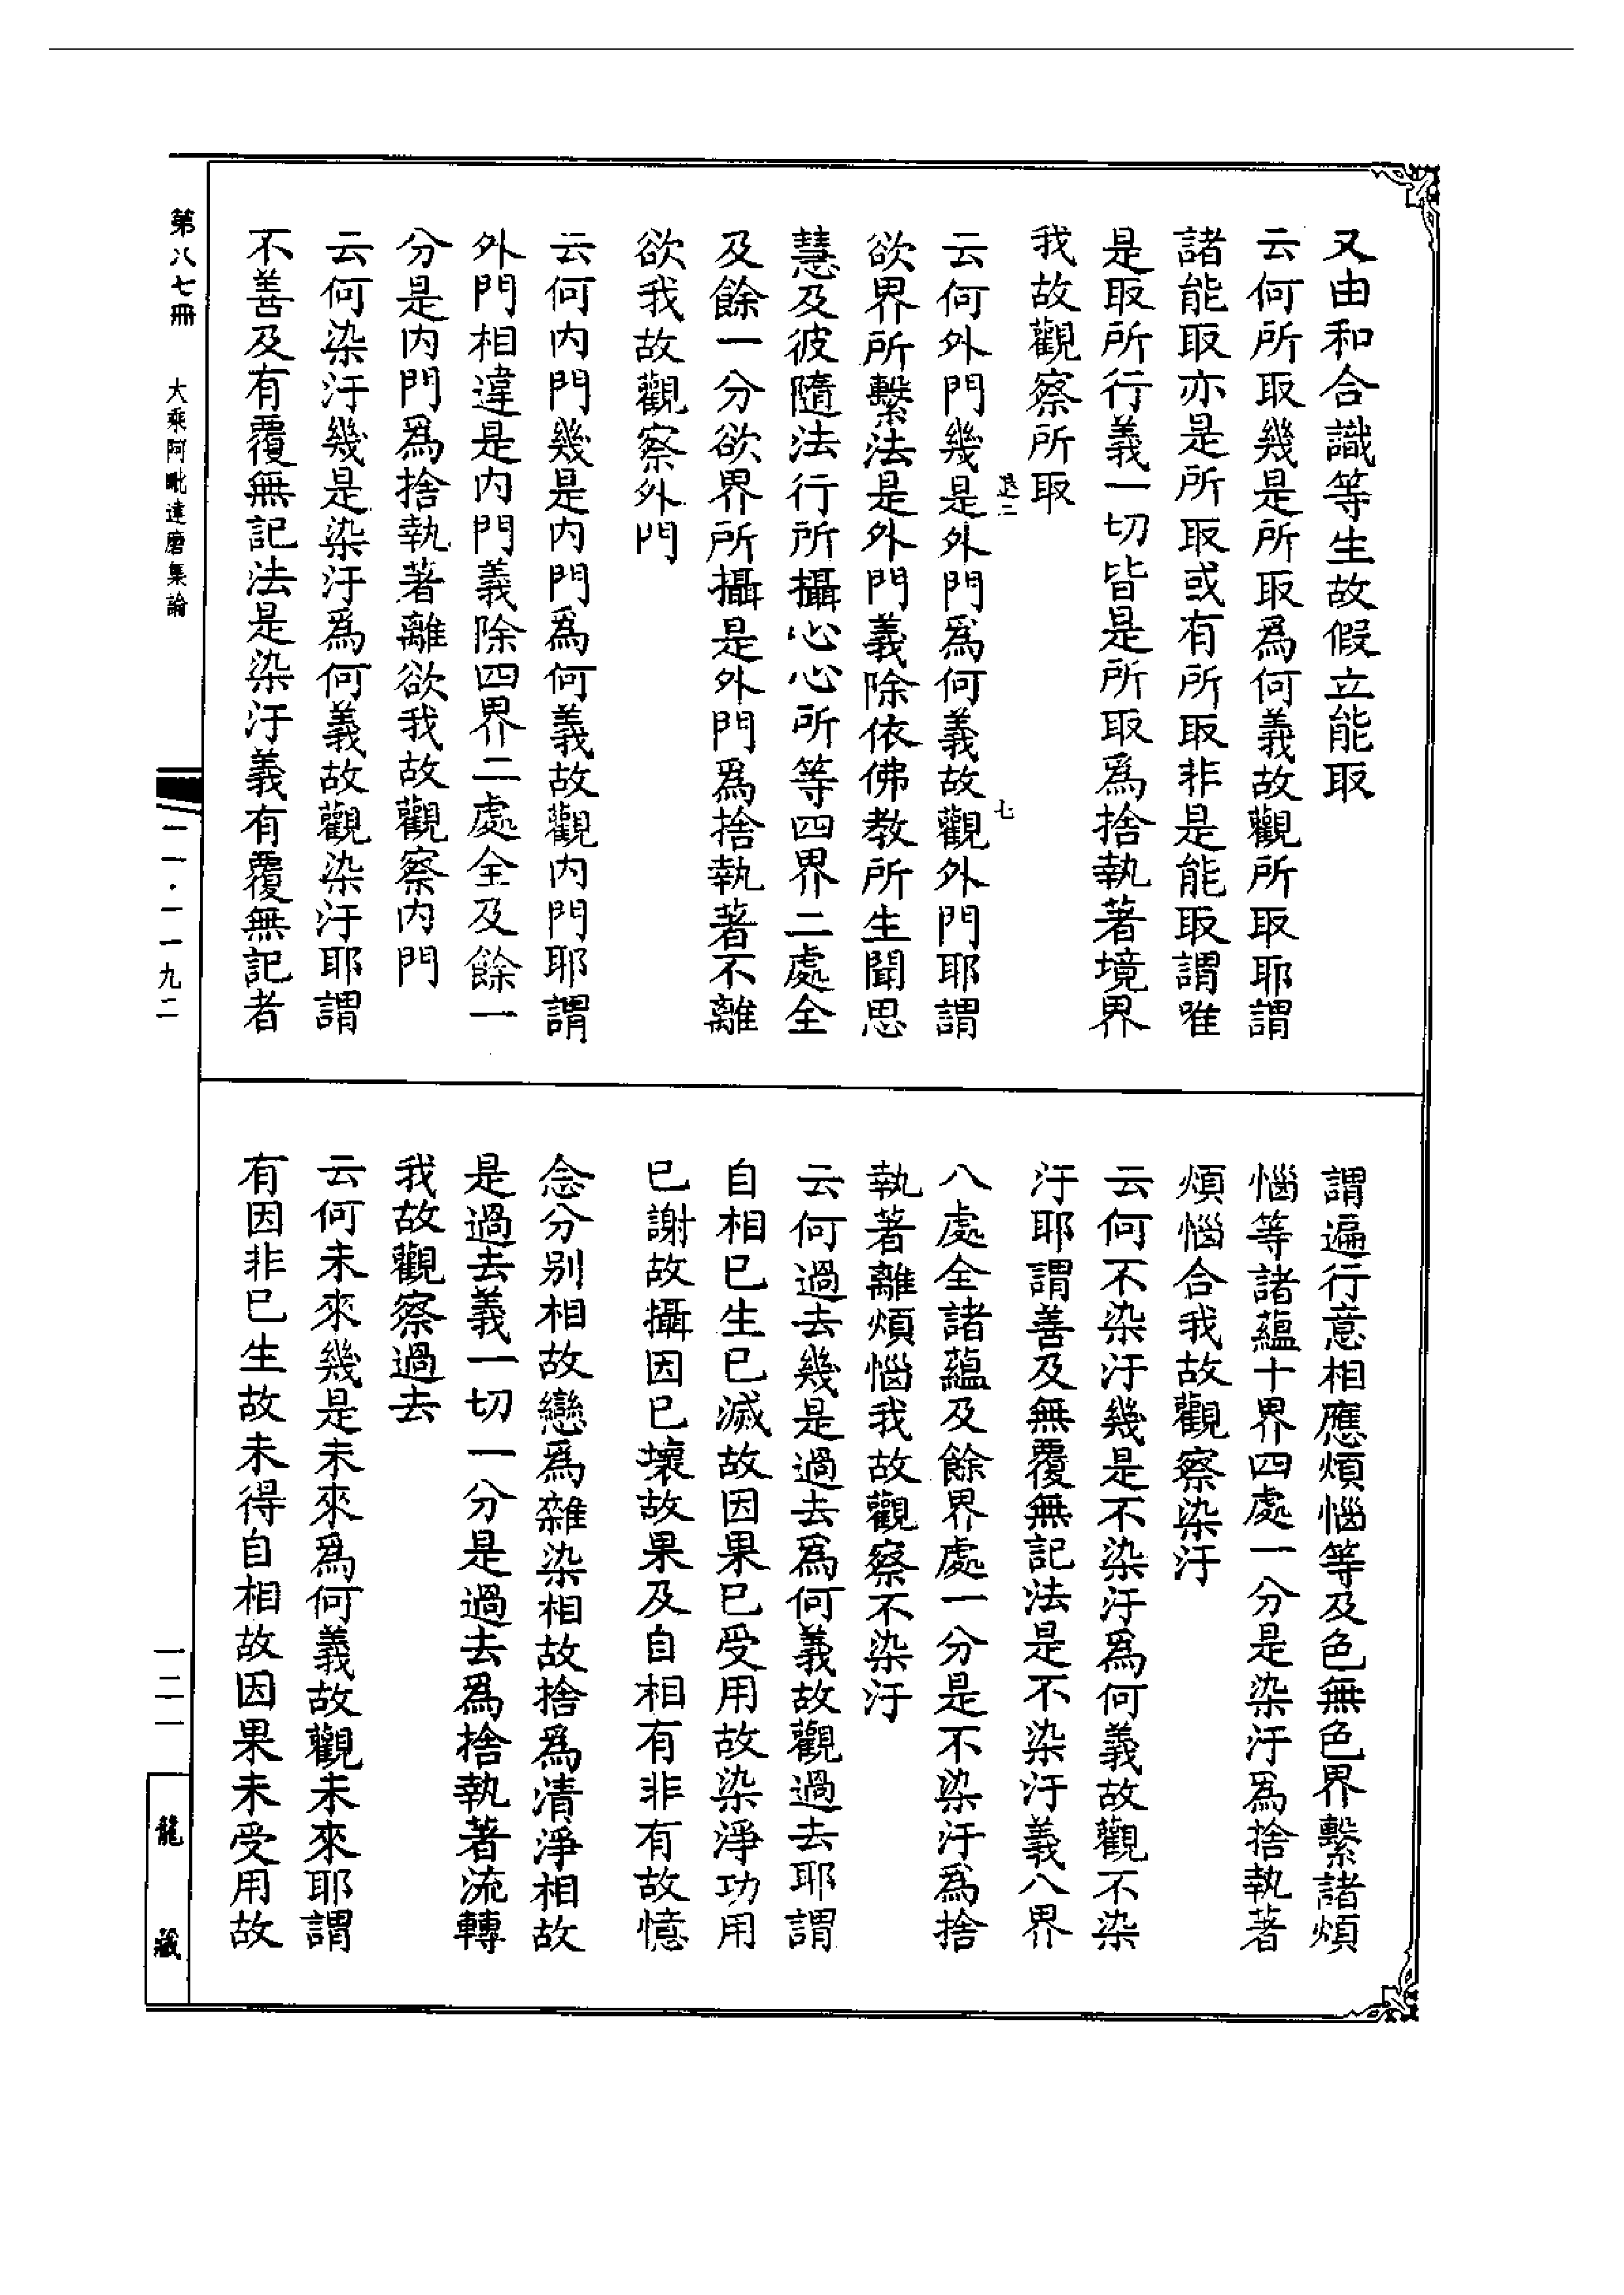 又由和合識等生故假立能取
云何所取幾是所取爲何義故觀所取耶謂
諸能取亦是所取或有所取非是能取謂唯
是取所行義一切皆是所取爲捨執著境界
我故觀察所取
七
云何外門幾是外門爲何義故觀外門耶謂
欲界所繫法是外門義除依佛教所生聞思
慧及彼隨法行所攝心心所等四界二處全
及餘一分欲界所攝是外門爲捨執著不離
欲我故觀察外門
云何内門幾是内門爲何義故觀内門耶謂
外門相違是内門義除四界二處全及餘一
分是内門爲捨執著離欲我故觀察内門
云何染汙幾是染汙爲何義故觀染汙耶謂
不善及有覆無記法是染汙義有覆無記者
謂遍行意相應煩惱等及色無色界繫諸煩
惱等諸蘊十界四處一分是染汙爲捨執著
煩惱合我故觀察染汙
云何不染汙幾是不染汙爲何義故觀不染
汙耶謂善及無覆無記法是不染汙義八界
八處全諸蘊及餘界處一分是不染汙爲捨
執著離煩惱我故觀察不染汙
云何過去幾是過去爲何義故觀過去耶謂
自相已生已滅故因果已受用故染淨功用
已謝故攝因已壞故果及自相有非有故憶
念分別相故戀爲雜染相故捨爲清淨相故
是過去義一切一分是過去爲捨執著流轉
我故觀察過去
云何未來幾是未來爲何義故觀未來耶謂
有因非已生故未得自相故因果未受用故
第八七冊 大乘阿毗達磨集論
一一·一一九二
一二一
龍藏